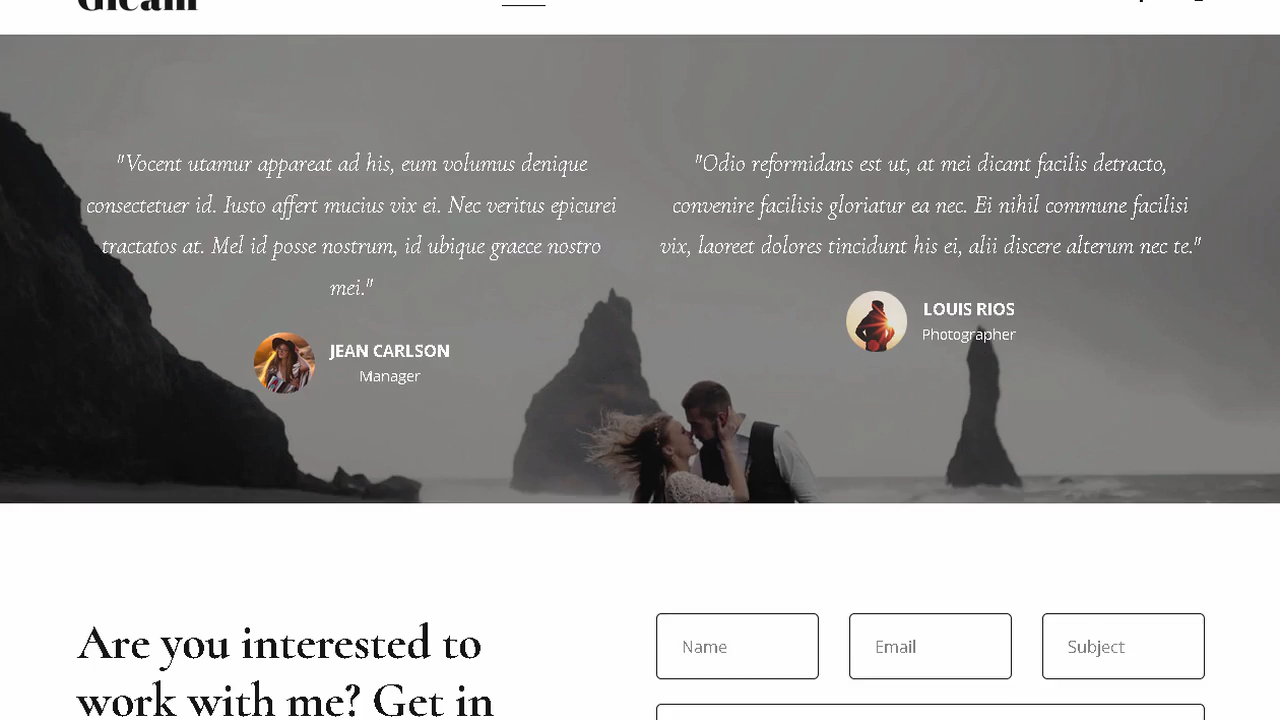 Gleam
"Vocent utamur appareat ad his, eum volumus denique
consectetuer id. Iusto affert mucius vix ei. Nec veritus epicurei
tractatos at. Mel id posse nostrum, id ubique graece nostro
mei."
JEAN CARLSON
Manager
"Odio reformidans est ut, at mei dicant facilis detracto,
convenire facilisis gloriatur ea nec. Ei nihil commune facilisi
vix, laoreet dolores tincidunt his ei, alii discere alterum nec te."
LOUIS RIOS
Photographer
Are you interested to
work with me? Get in
Name
Email
Subject